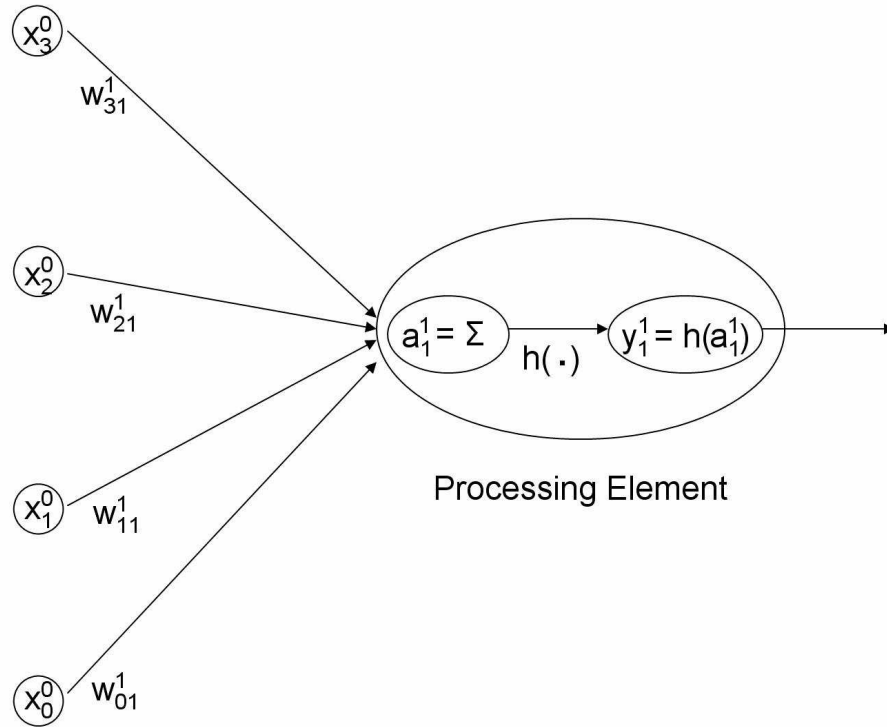 x₃⁰
w₃₁¹
x₂⁰
w₂₁¹
a₁¹ = Σ
h(·)
y₁¹ = h(a₁¹)
Processing Element
x₁⁰
w₁₁¹
x₀⁰
w₀₁¹